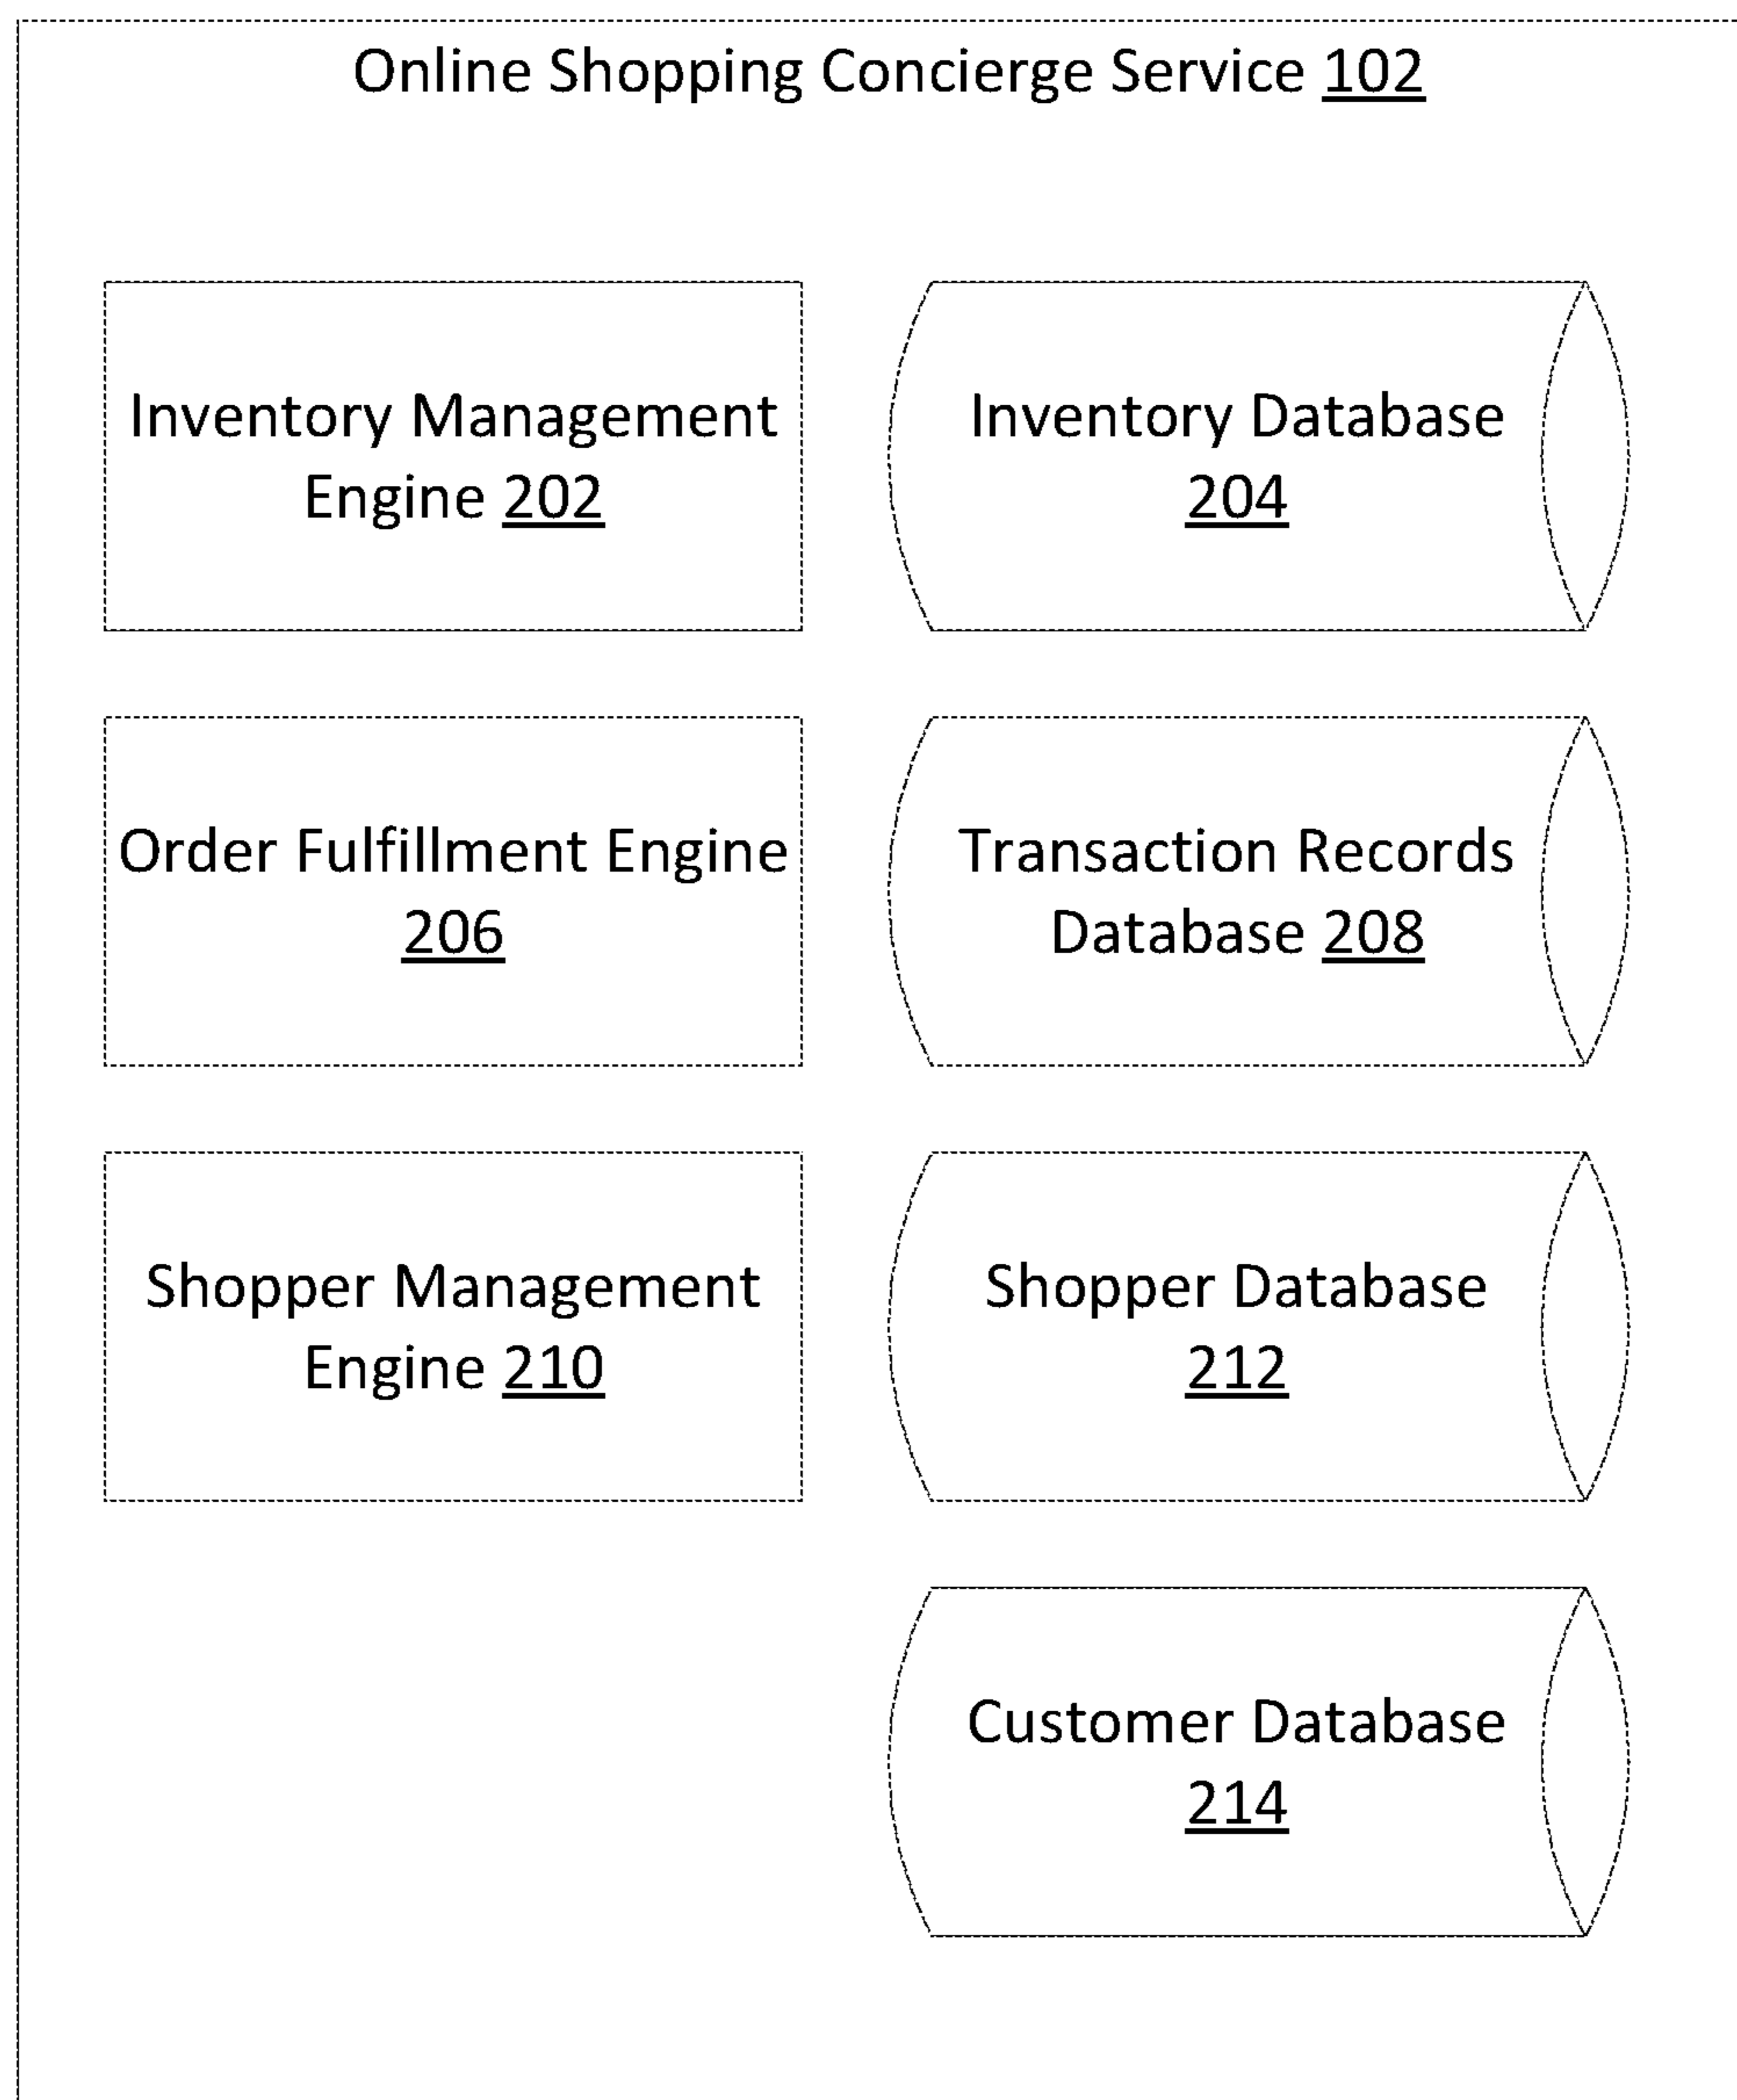 Online Shopping Concierge Service 102
Inventory Management
Engine 202
Inventory Database
204
Order Fulfillment Engine
206
Transaction Records
Database 208
Shopper Management
Engine 210
Shopper Database
212
Customer Database
214